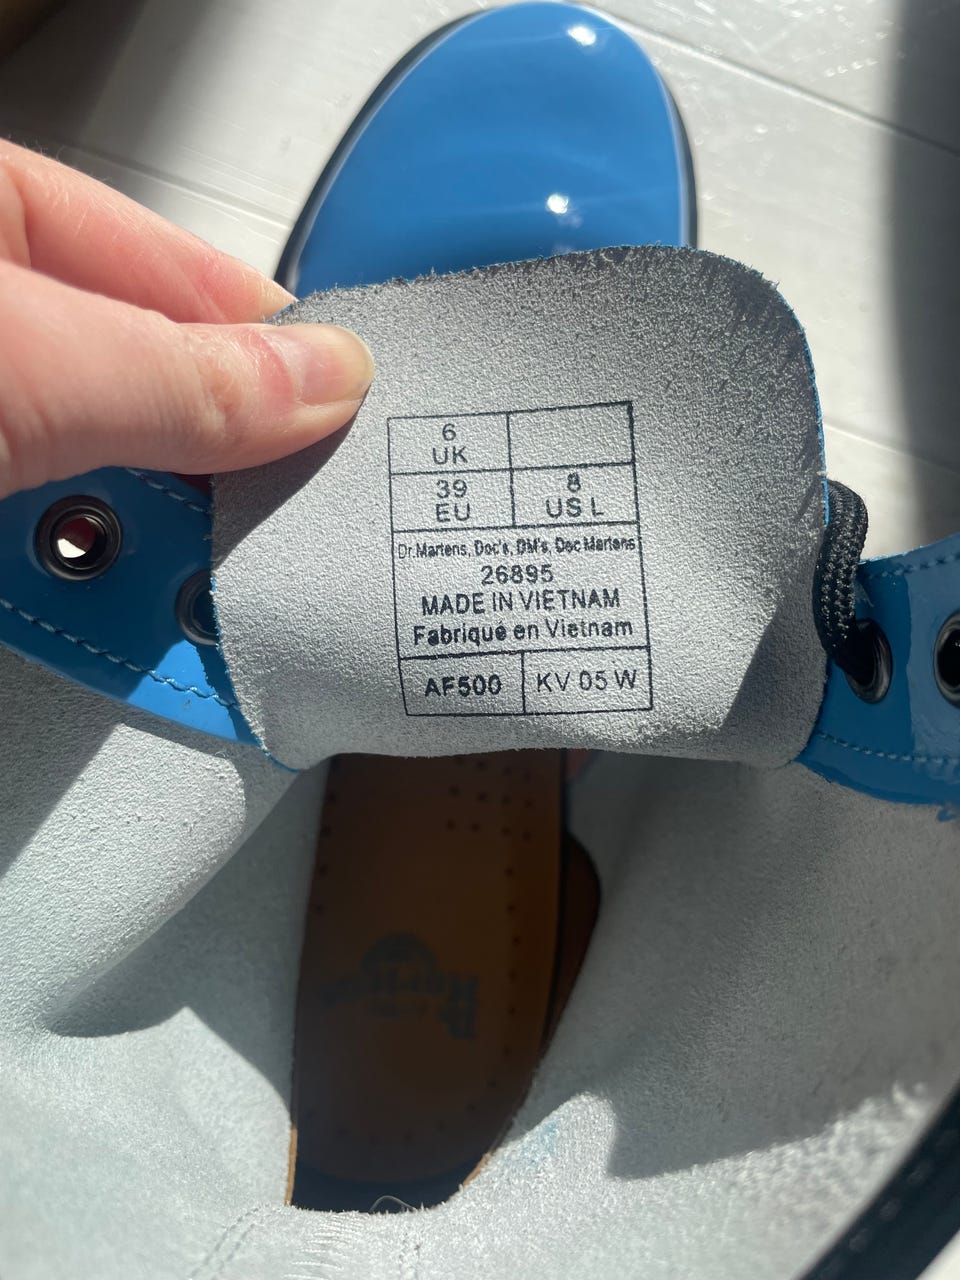 6
UK
39
EU
8
US L
Dr.Martens, Doc's, DM's, Doc Martens
26895
MADE IN VIETNAM
Fabriqué en Vietnam
AF500
KV 05 W